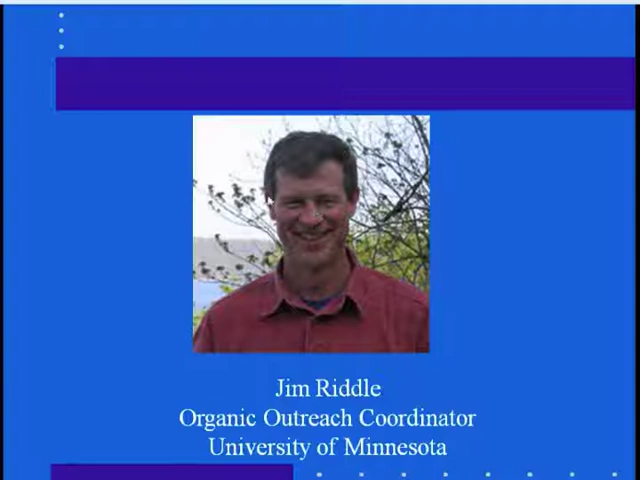 Jim Riddle
Organic Outreach Coordinator
University of Minnesota